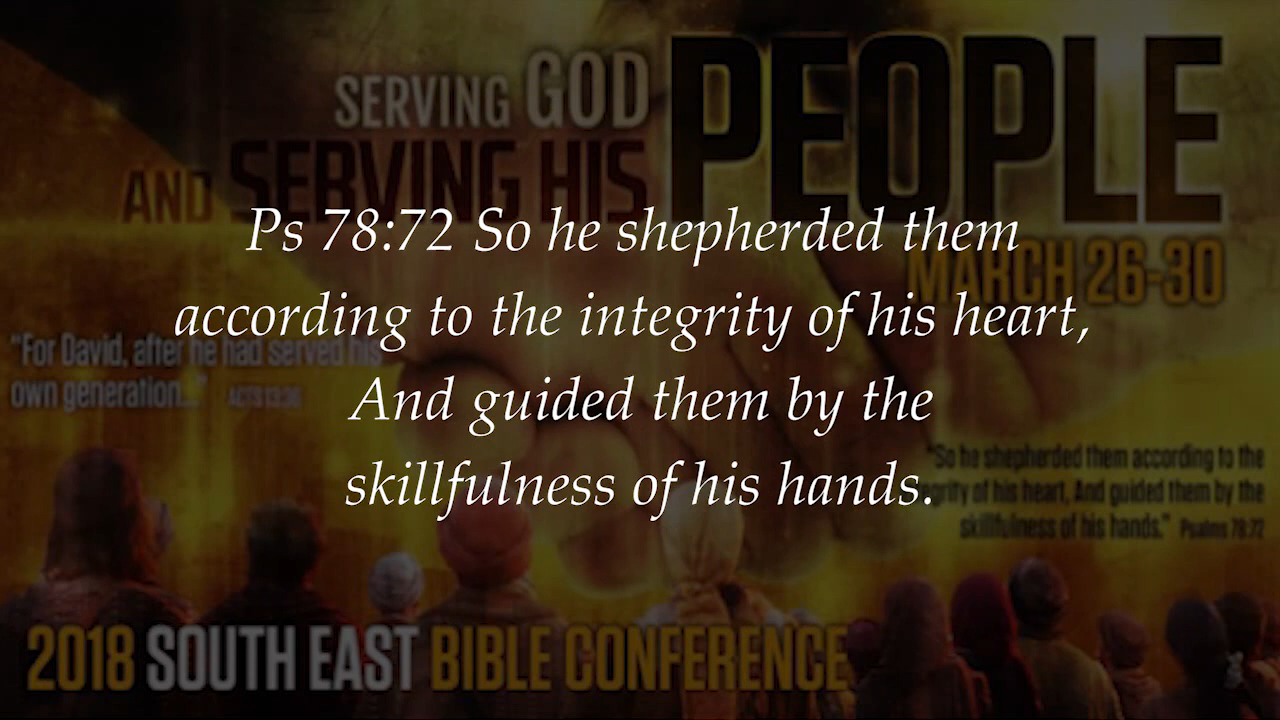 SERVING GOD
AND SERVING HIS
PEOPLE
MARCH 26-30
Ps 78:72 So he shepherded them
according to the integrity of his heart,
And guided them by the
skillfulness of his hands.
"For David, after he had served his
own generation..." ACTS 13:36
"So he shepherded them according to the
of his heart, And guided them by the
skillfulness of his hands." Psalms 78:72
2018 SOUTH EAST BIBLE CONFERENCE